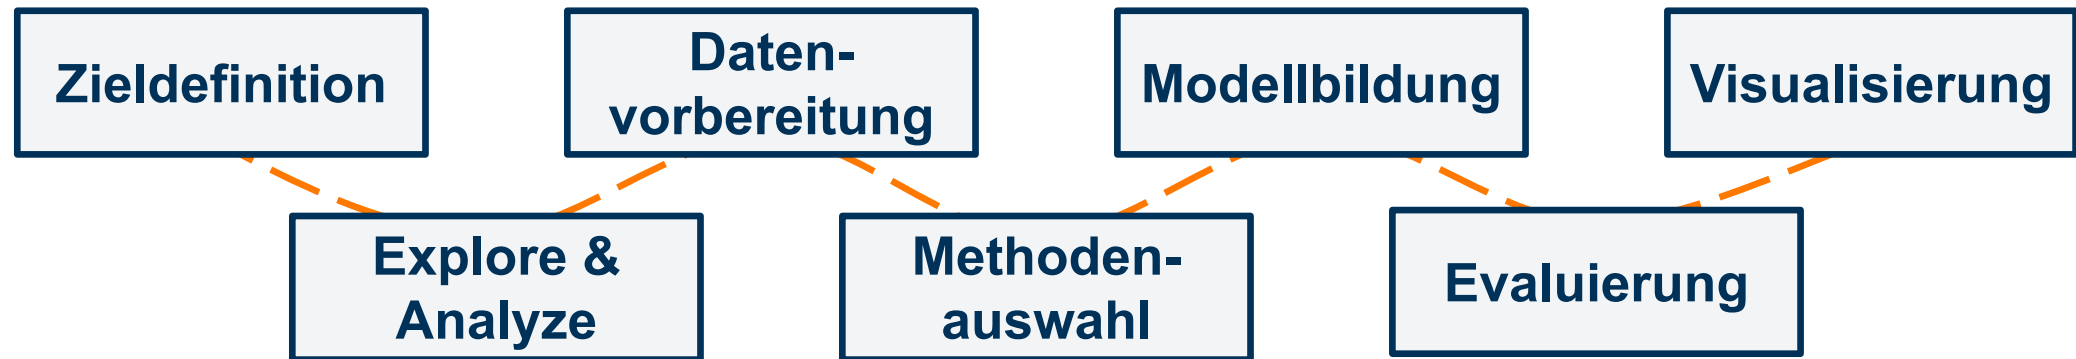 Zieldefinition
Explore &
Analyze
Daten-
vorbereitung
Methoden-
auswahl
Modellbildung
Evaluierung
Visualisierung